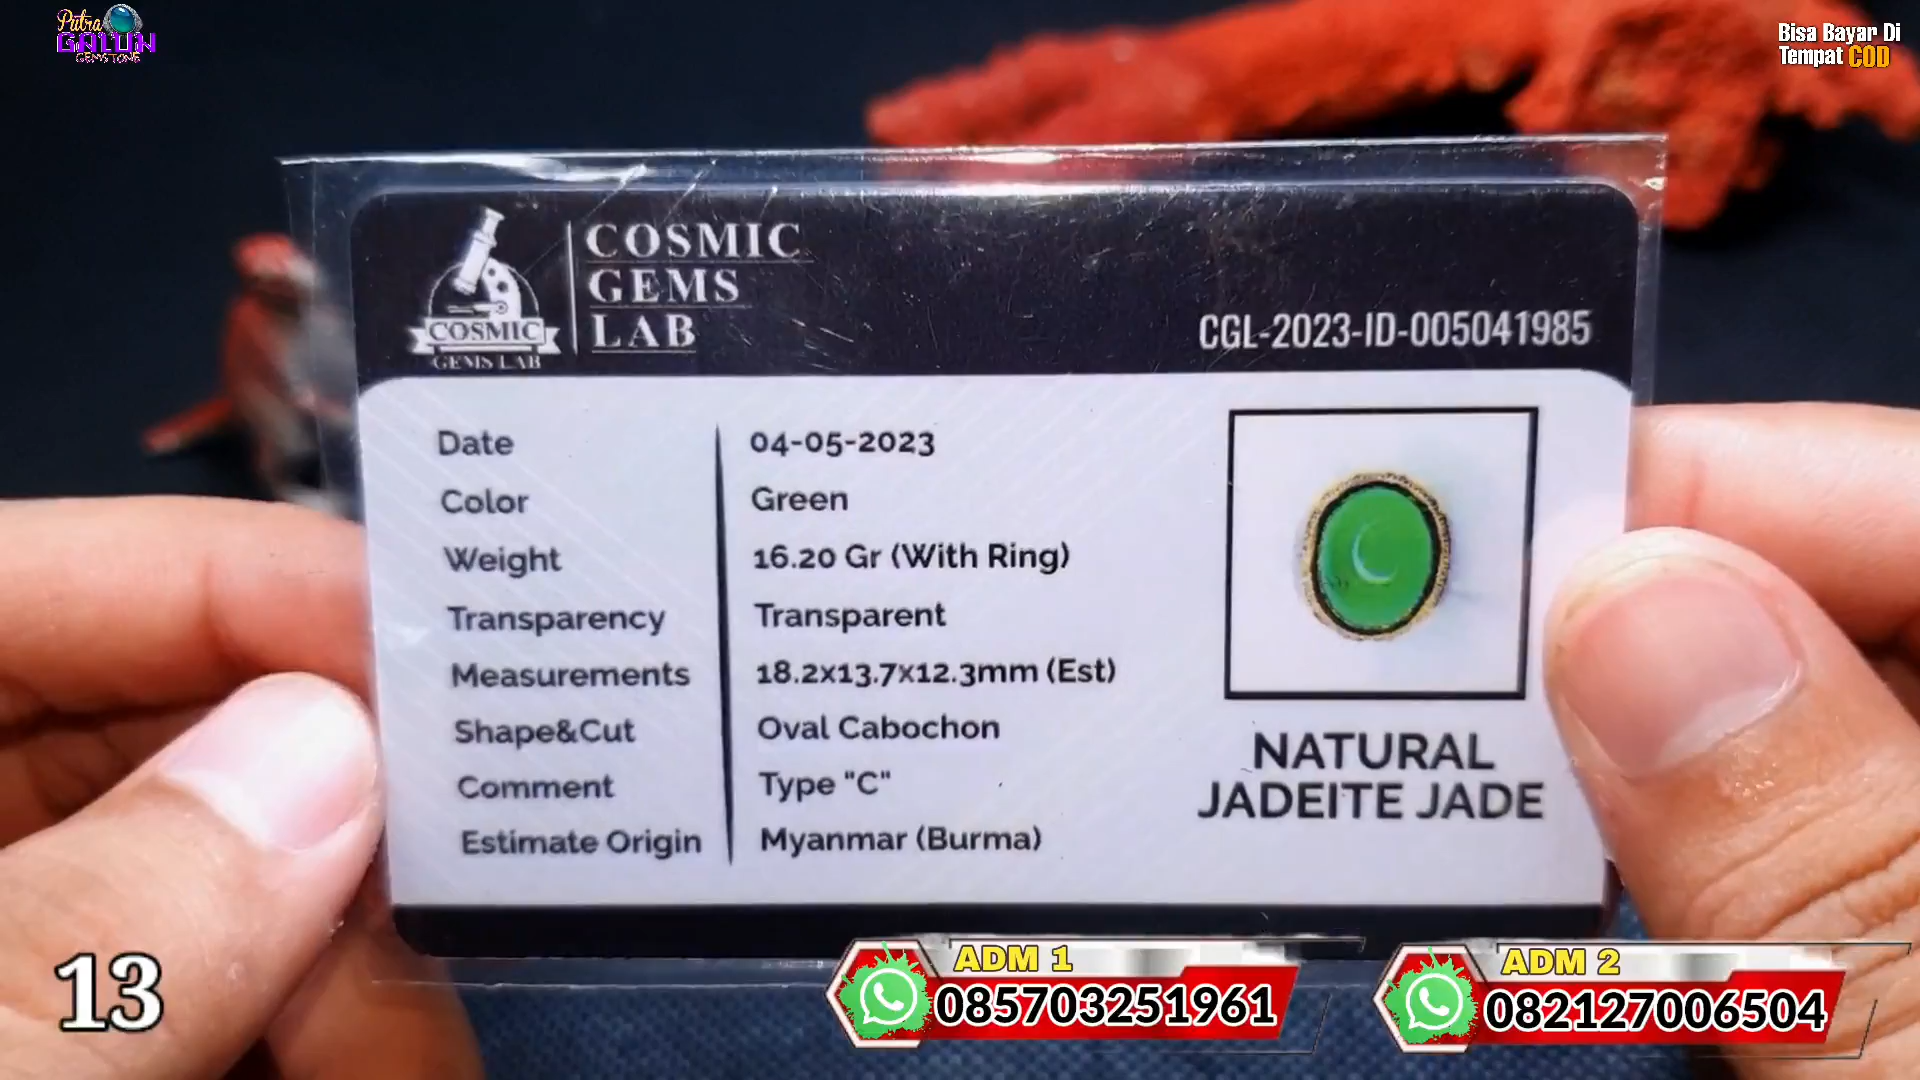 Putra
GALUH
GEMSTONE
Bisa Bayar Di
Tempat COD
COSMIC
GEMS LAB
COSMIC
GEMS
LAB
CGL-2023-ID-005041985
Date 04-05-2023
Color Green
Weight 16.20 Gr (With Ring)
Transparency Transparent
Measurements 18.2x13.7x12.3mm (Est)
Shape&Cut Oval Cabochon
Comment Type "C"
Estimate Origin Myanmar (Burma)
NATURAL
JADEITE JADE
13
ADM 1
085703251961
ADM 2
082127006504